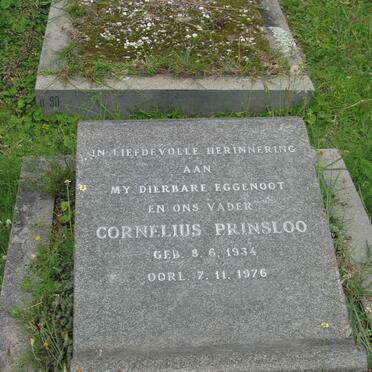 90
IN LIEFDEVOLLE HERINNERING
AAN
MY DIERBARE EGGENOOT
EN ONS VADER
CORNELIUS PRINSLOO
GEB. 8. 6. 1934
OORL. 7. 11. 1976